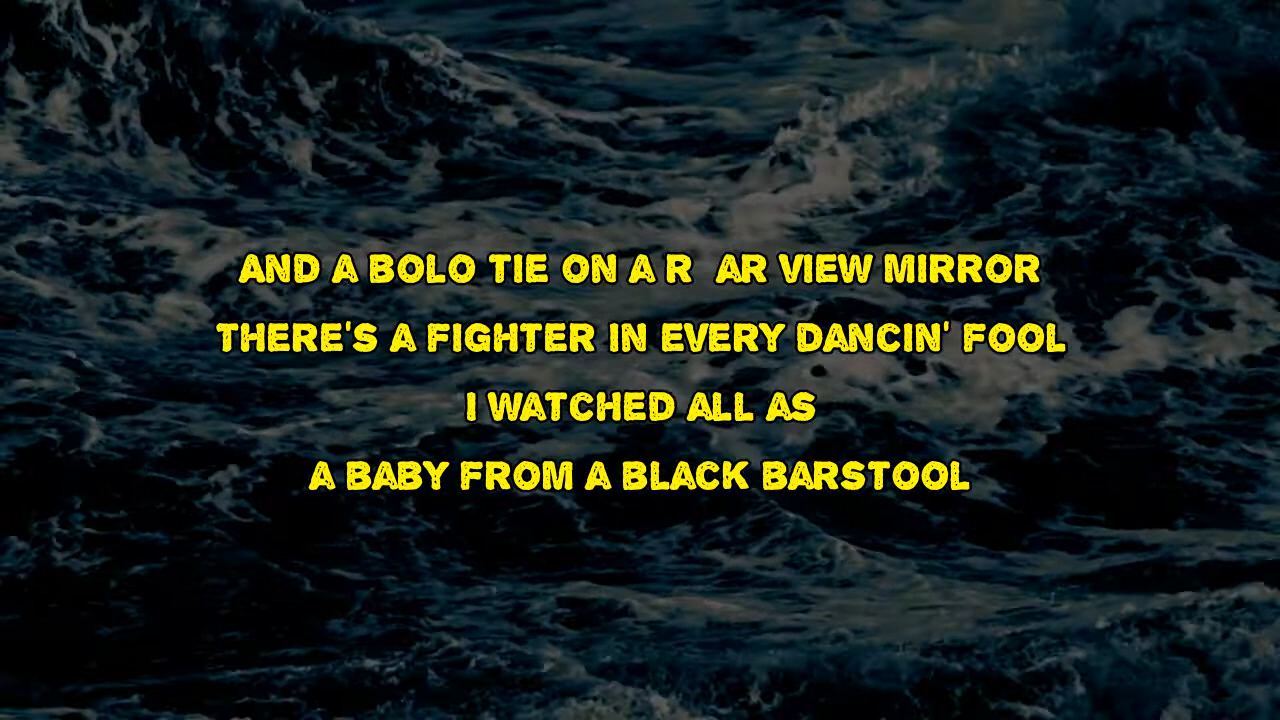 AND A BOLO TIE ON A R  AR VIEW MIRROR
THERE'S A FIGHTER IN EVERY DANCIN' FOOL
I WATCHED ALL AS
A BABY FROM A BLACK BARSTOOL